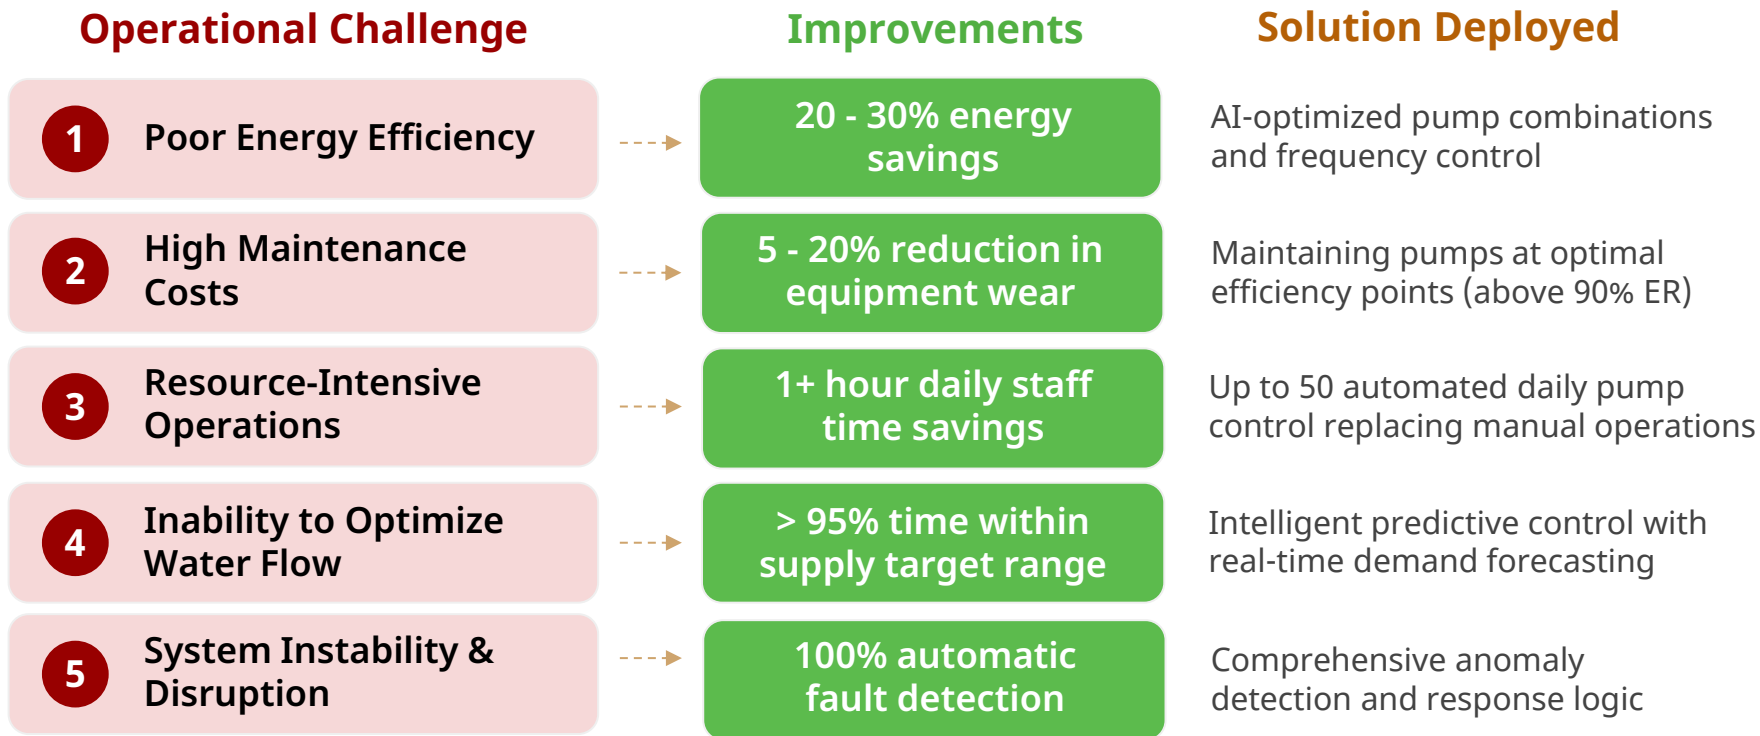 Operational Challenge
Improvements
Solution Deployed
1
Poor Energy Efficiency
20 - 30% energy
savings
AI-optimized pump combinations
and frequency control
2
High Maintenance
Costs
5 - 20% reduction in
equipment wear
Maintaining pumps at optimal
efficiency points (above 90% ER)
3
Resource-Intensive
Operations
1+ hour daily staff
time savings
Up to 50 automated daily pump
control replacing manual operations
4
Inability to Optimize
Water Flow
> 95% time within
supply target range
Intelligent predictive control with
real-time demand forecasting
5
System Instability &
Disruption
100% automatic
fault detection
Comprehensive anomaly
detection and response logic